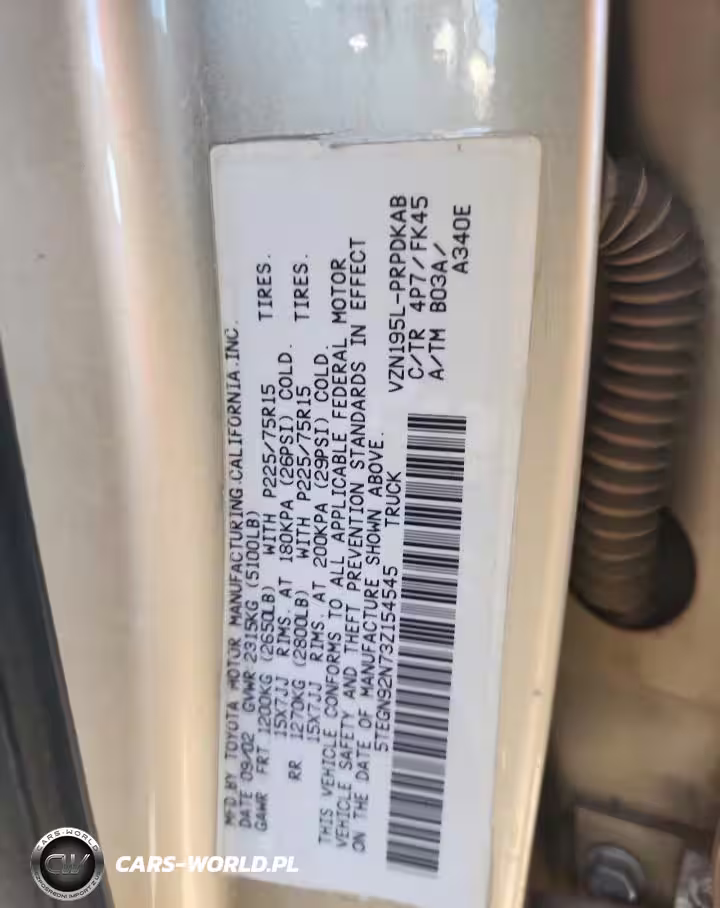 MFD.BY TOYOTA MOTOR MANUFACTURING.CALIFORNIA.INC.
DATE 09/02 GVWR 2315KG (5100LB)
GAWR FRT 1200KG (2650LB) WITH P225/75R15 TIRES.
15X7JJ RIMS. AT 180KPA (26PSI) COLD.
RR 1270KG (2800LB) WITH P225/75R15 TIRES.
15X7JJ RIMS. AT 200KPA (29PSI) COLD.
THIS VEHICLE CONFORMS TO ALL APPLICABLE FEDERAL MOTOR
VEHICLE SAFETY AND THEFT PREVENTION STANDARDS IN EFFECT
ON THE DATE OF MANUFACTURE SHOWN ABOVE.
5TEGN92N73Z154545 TRUCK
VZN195L-PRPDKAB
C/TR 4P7/FK45
A/TM B03A/
A340E
CARS-WORLD
CW
CARS-WORLD.PL